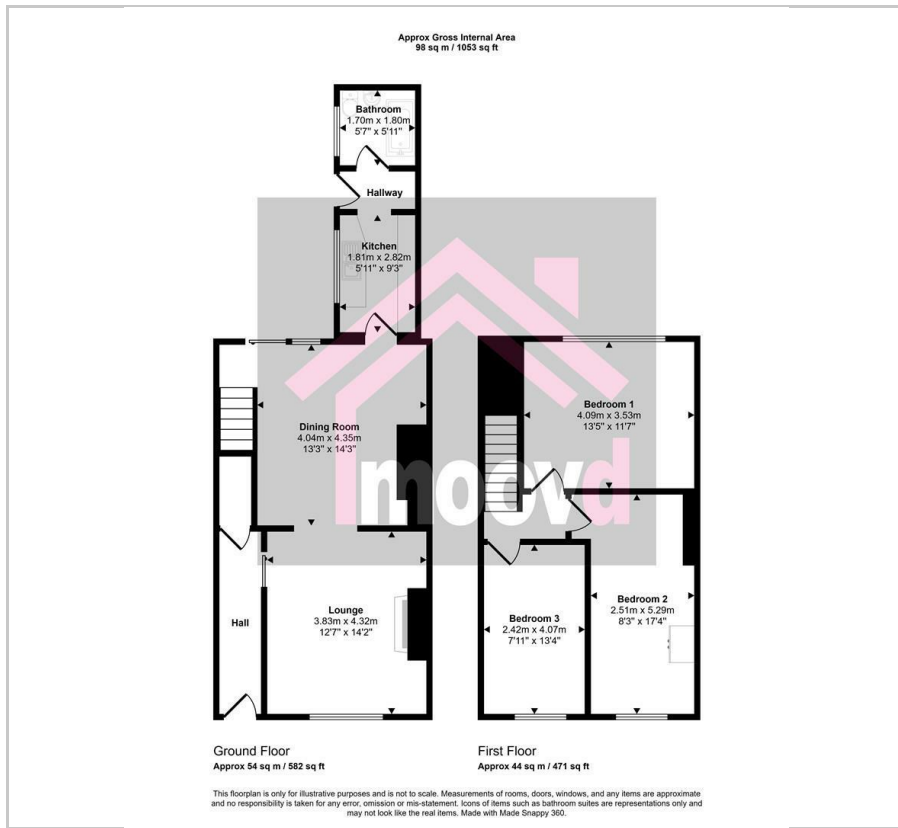 Approx Gross Internal Area
98 sq m / 1053 sq ft
Bathroom
1.70m x 1.80m
5'7" x 5'11"
Hallway
Kitchen
1.81m x 2.82m
5'11" x 9'3"
Dining Room
4.04m x 4.35m
13'3" x 14'3"
Bedroom 1
4.09m x 3.53m
13'5" x 11'7"
moovd
Hall
Lounge
3.83m x 4.32m
12'7" x 14'2"
Bedroom 3
2.42m x 4.07m
7'11" x 13'4"
Bedroom 2
2.51m x 5.29m
8'3" x 17'4"
Ground Floor
Approx 54 sq m / 582 sq ft
First Floor
Approx 44 sq m / 471 sq ft
This floorplan is only for illustrative purposes and is not to scale. Measurements of rooms, doors, windows, and any items are approximate
and no responsibility is taken for any error, omission or mis-statement. Icons of items such as bathroom suites are representations only and
may not look like the real items. Made with Made Snappy 360.